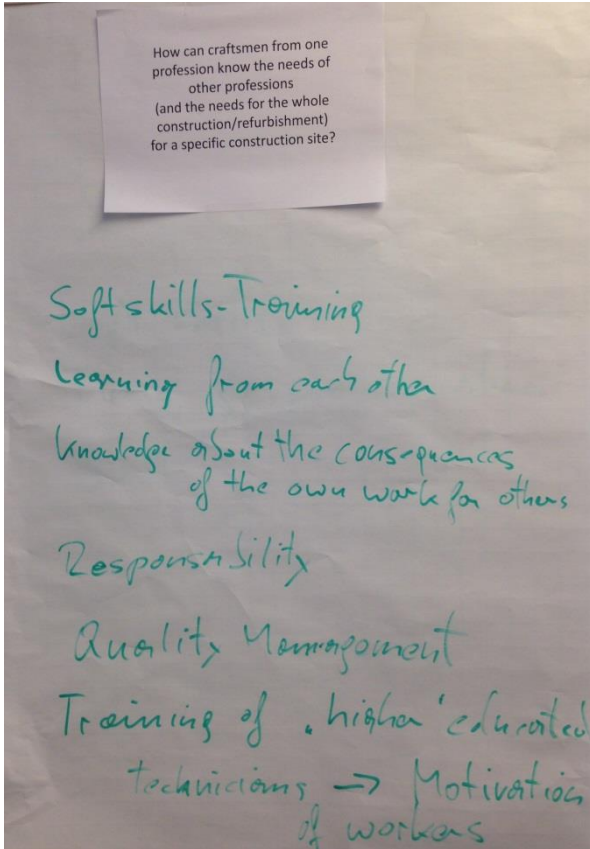 How can craftsmen from one
profession know the needs of
other professions
(and the needs for the whole
construction/refurbishment)
for a specific construction site?
Softskills-Training
Learning from each other
Knowledge about the consequences
of the own work for others
Responsability
Quality Management
Training of "higher" educated
technicians → Motivation
of workers